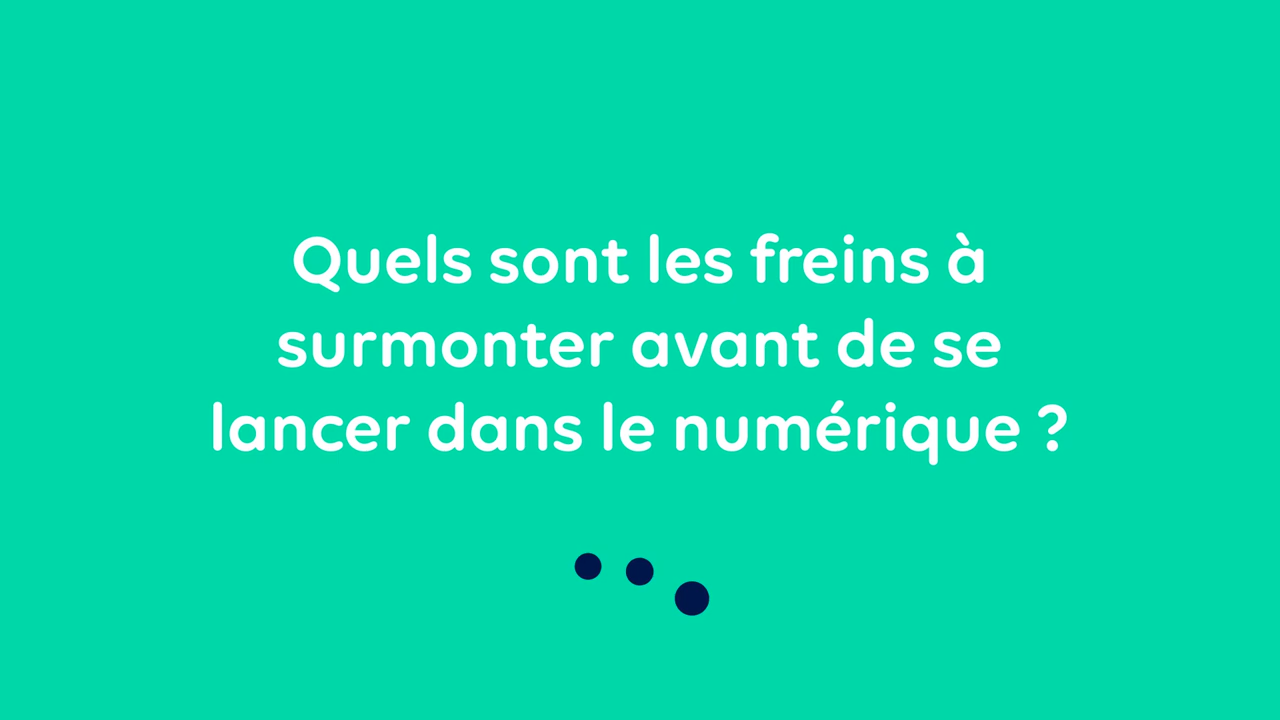 Quels sont les freins à
surmonter avant de se
lancer dans le numérique ?